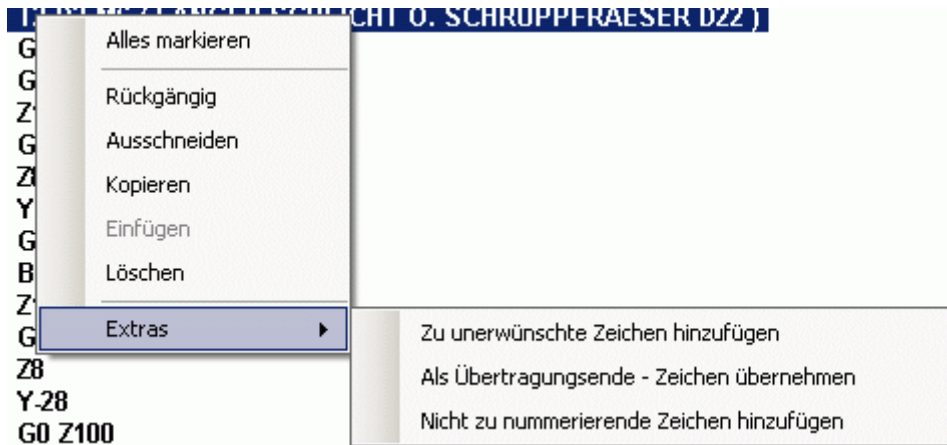 CHT O. SCHRUPPFRAESER D22 )
G
Alles markieren
G
Rückgängig
Ausschneiden
G
Kopieren
Y
Einfügen
G
B
Löschen
Extras
G
Zu unerwünschte Zeichen hinzufügen
Z8
Als Übertragungsende - Zeichen übernehmen
Y-28
Nicht zu nummerierende Zeichen hinzufügen
G0 Z100